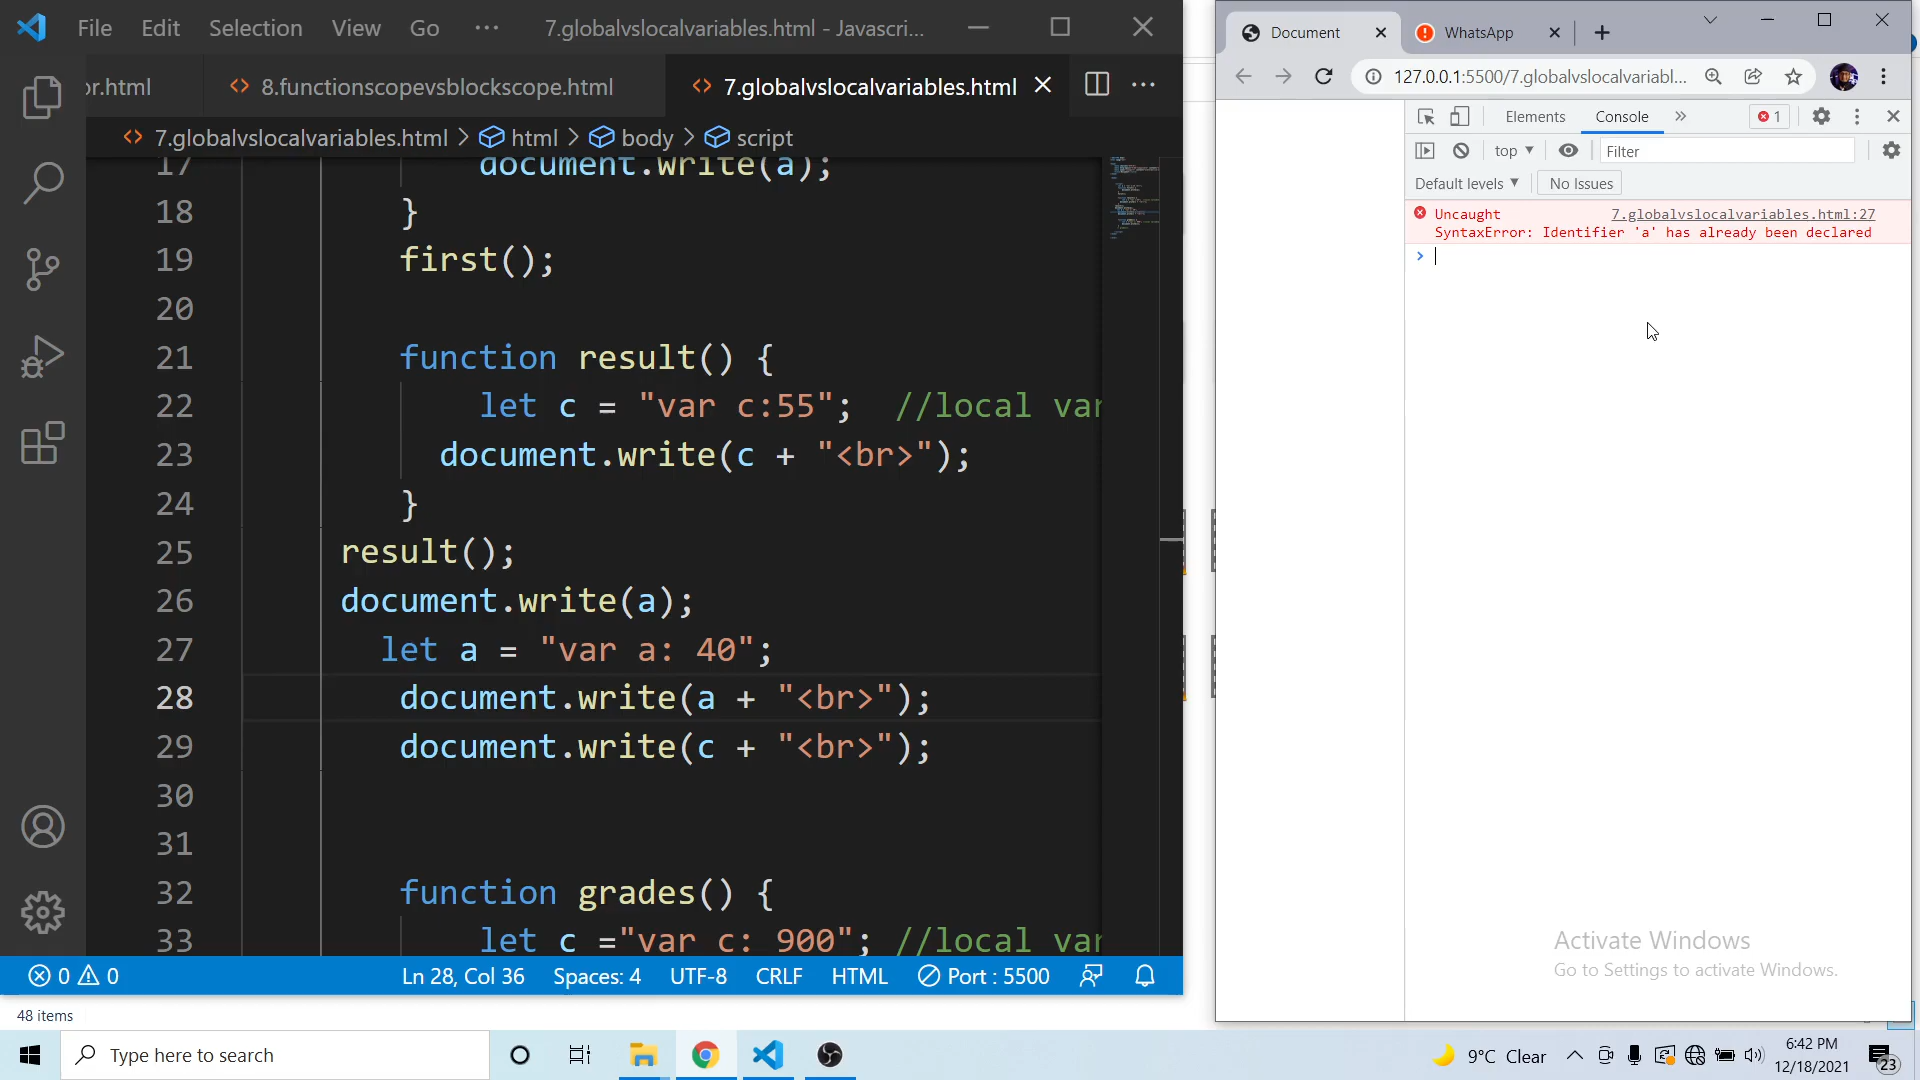 File Edit Selection View Go ··· 7.globalvslocalvariables.html - Javascri...
or.html 8.functionscopevsblockscope.html 7.globalvslocalvariables.html
7.globalvslocalvariables.html > html > body > script
17 document.write(a);
18 }
19 first();
20
21 function result() {
22 let c = "var c:55"; //local var
23 document.write(c + "<br>");
24 }
25 result();
26 document.write(a);
27 let a = "var a: 40";
28 document.write(a + "<br>");
29 document.write(c + "<br>");
30
31
32 function grades() {
33 let c ="var c: 900"; //local var
0 0 Ln 28, Col 36 Spaces: 4 UTF-8 CRLF HTML Port : 5500
48 items
Document WhatsApp
127.0.0.1:5500/7.globalvslocalvariabl...
Elements Console » 1
top Filter
Default levels No Issues
Uncaught 7.globalvslocalvariables.html:27
SyntaxError: Identifier 'a' has already been declared
Activate Windows
Go to Settings to activate Windows.
Type here to search
9°C Clear
6:42 PM
12/18/2021
23